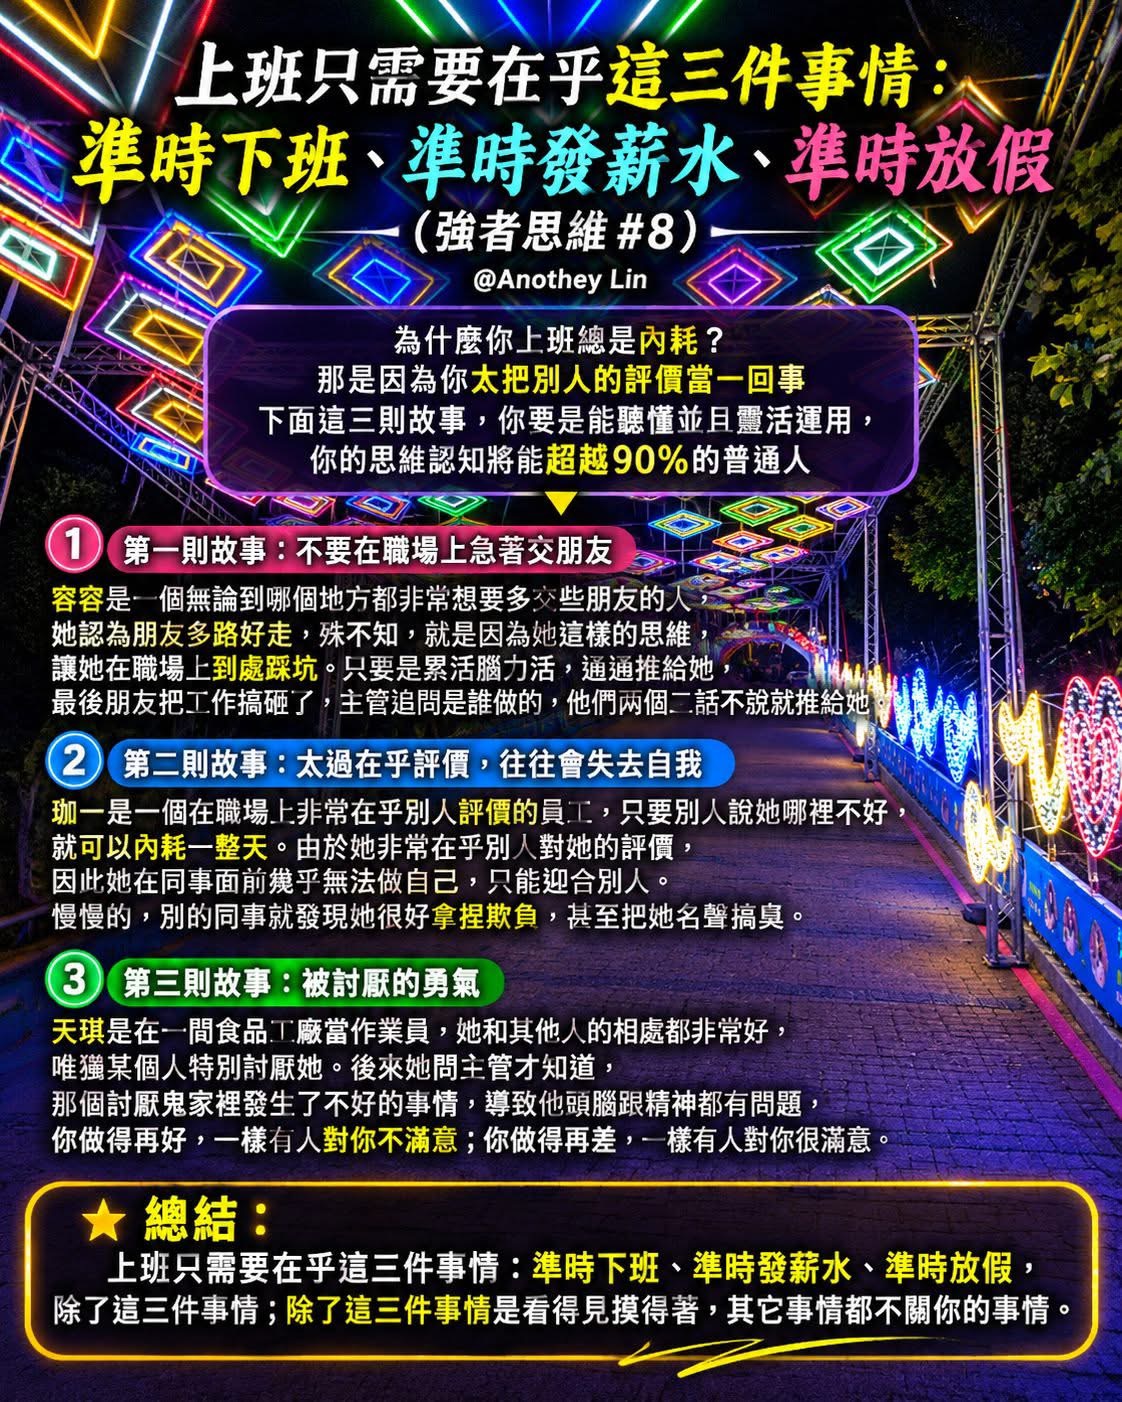 上班只需要在乎這三件事情：
準時下班、準時發薪水、準時放假
（強者思維 #8）
@Anothey Lin
為什麼你上班總是內耗？
那是因為你太把別人的評價當一回事
下面這三則故事，你要是能聽懂並且靈活運用，
你的思維認知將能超越90%的普通人
1 第一則故事：不要在職場上急著交朋友
容容是一個無論到哪個地方都非常想要多交些朋友的人，
她認為朋友多路好走，殊不知，就是因為她這樣的思維，
讓她在職場上到處踩坑。只要是累活腦力活，通通推給她，
最後朋友把工作搞砸了，主管追問是誰做的，他們两個二話不說就推給她。
2 第二則故事：太過在乎評價，往往會失去自我
珈一是一個在職場上非常在乎別人評價的員工，只要別人說她哪裡不好，
就可以內耗一整天。由於她非常在乎別人對她的評價，
因此她在同事面前幾乎無法做自己，只能迎合別人。
慢慢的，別的同事就發現她很好拿捏欺負，甚至把她名聲搞臭。
3 第三則故事：被討厭的勇氣
天琪是在一間食品工廠當作業員，她和其他人的相處都非常好，
唯獨某個人特別討厭她。後來她問主管才知道，
那個討厭鬼家裡發生了不好的事情，導致他頭腦跟精神都有問題，
你做得再好，一樣有人對你不滿意；你做得再差，一樣有人對你很滿意。
總結：
上班只需要在乎這三件事情：準時下班、準時發薪水、準時放假，
除了這三件事情；除了這三件事情是看得見摸得著，其它事情都不關你的事情。